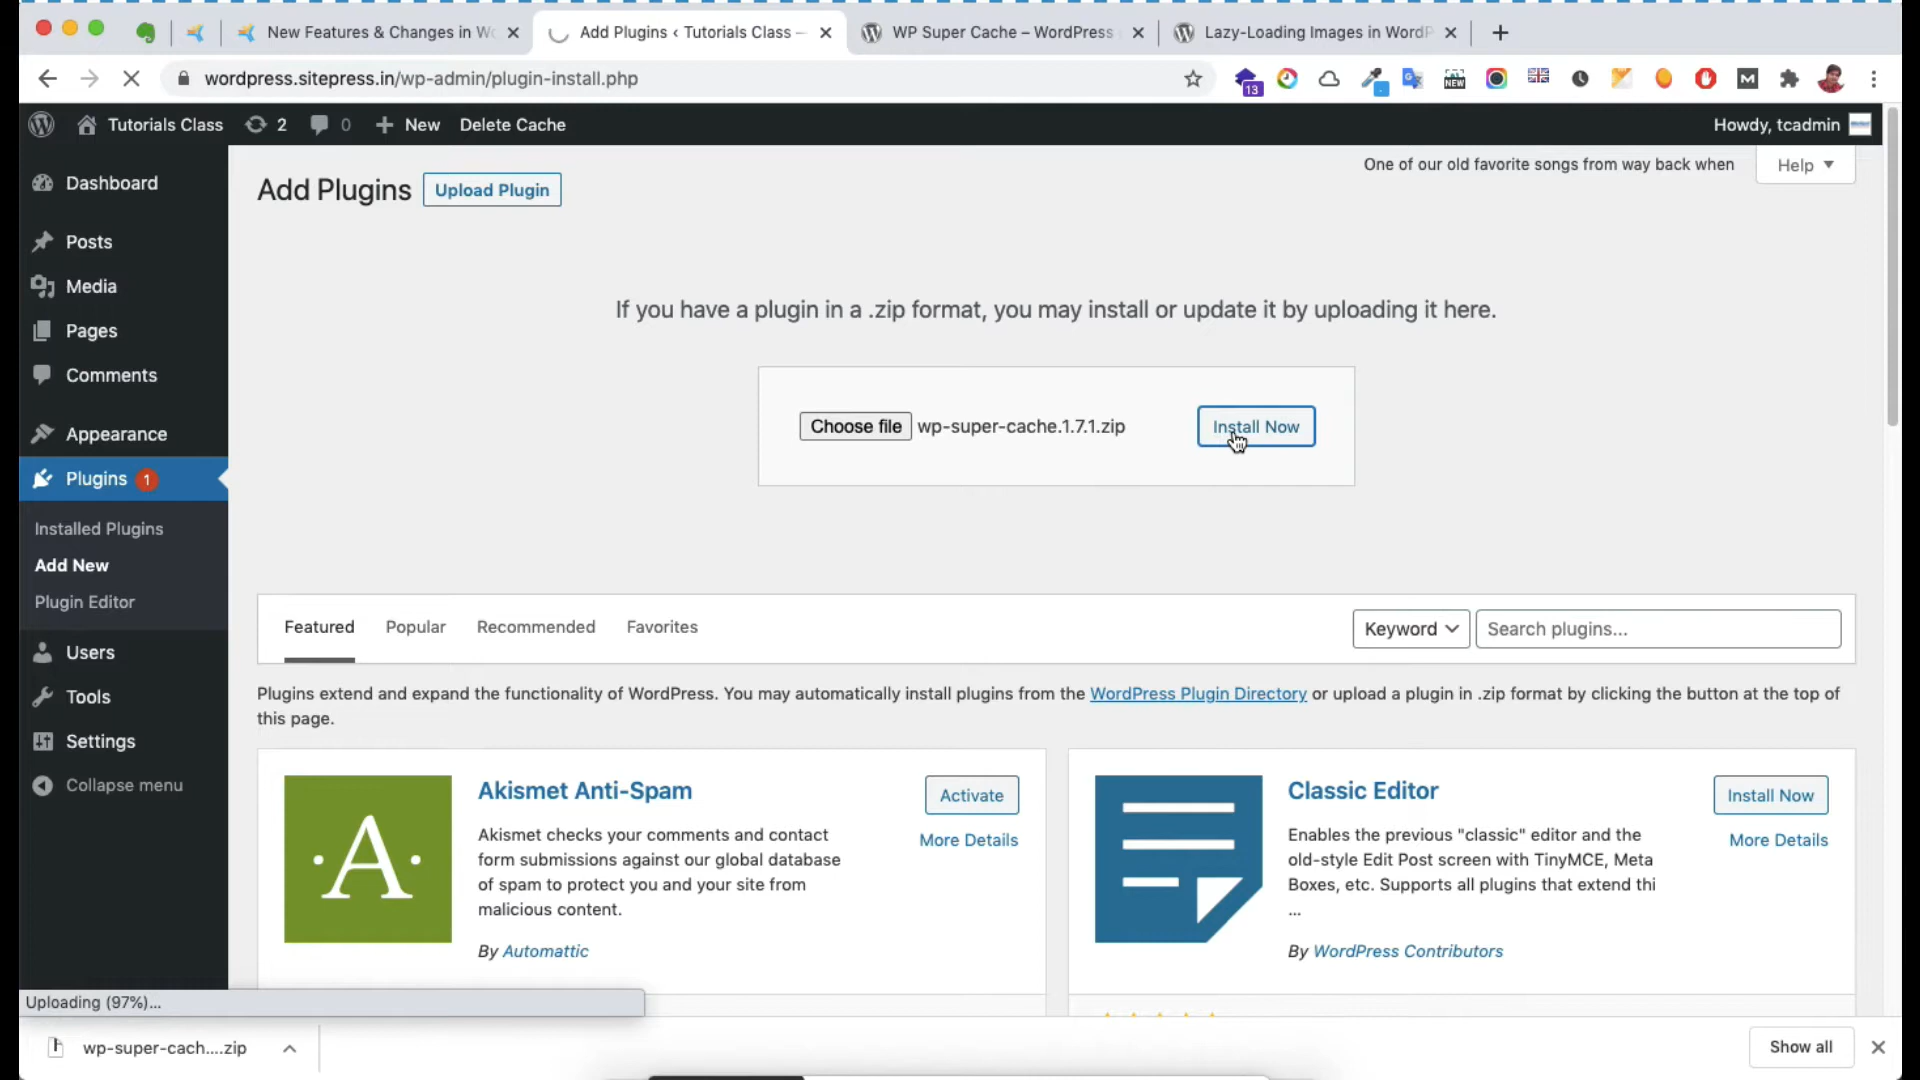 New Features & Changes in Wo
Add Plugins ‹ Tutorials Class –
WP Super Cache – WordPress
Lazy-Loading Images in WordP
wordpress.sitepress.in/wp-admin/plugin-install.php
13
NEW
M
Tutorials Class
2
0
New
Delete Cache
Howdy, tcadmin
Dashboard
Posts
Media
Pages
Comments
Appearance
Plugins 1
Installed Plugins
Add New
Plugin Editor
Users
Tools
Settings
Collapse menu
One of our old favorite songs from way back when
Help
Add Plugins
Upload Plugin
If you have a plugin in a .zip format, you may install or update it by uploading it here.
Choose file wp-super-cache.1.7.1.zip
Install Now
Featured
Popular
Recommended
Favorites
Keyword
Search plugins...
Plugins extend and expand the functionality of WordPress. You may automatically install plugins from the WordPress Plugin Directory or upload a plugin in .zip format by clicking the button at the top of
this page.
A
Akismet Anti-Spam
Activate
More Details
Akismet checks your comments and contact
form submissions against our global database
of spam to protect you and your site from
malicious content.
By Automattic
Classic Editor
Install Now
More Details
Enables the previous "classic" editor and the
old-style Edit Post screen with TinyMCE, Meta
Boxes, etc. Supports all plugins that extend thi
...
By WordPress Contributors
Uploading (97%)...
wp-super-cach....zip
Show all